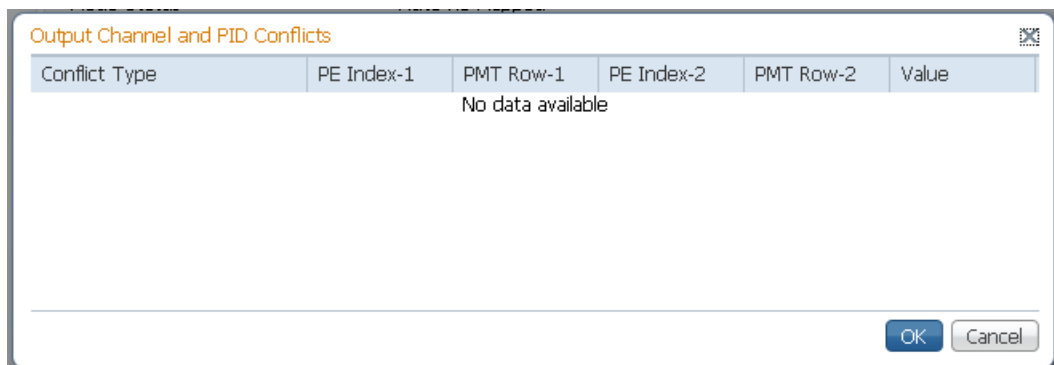 Output Channel and PID Conflicts
Conflict Type PE Index-1 PMT Row-1 PE Index-2 PMT Row-2 Value
No data available
OK Cancel